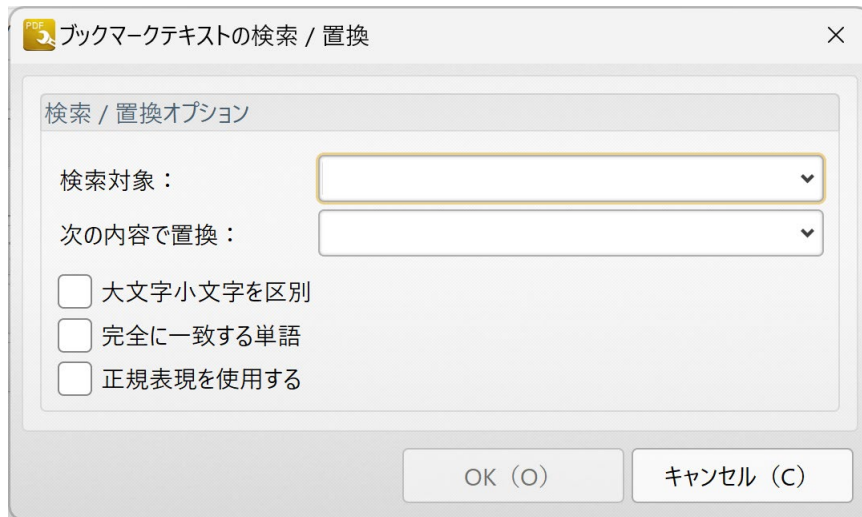 PDF ブックマークテキストの検索 / 置換
検索 / 置換オプション
検索対象：
次の内容で置換：
大文字小文字を区別
完全に一致する単語
正規表現を使用する
OK（O） キャンセル（C）